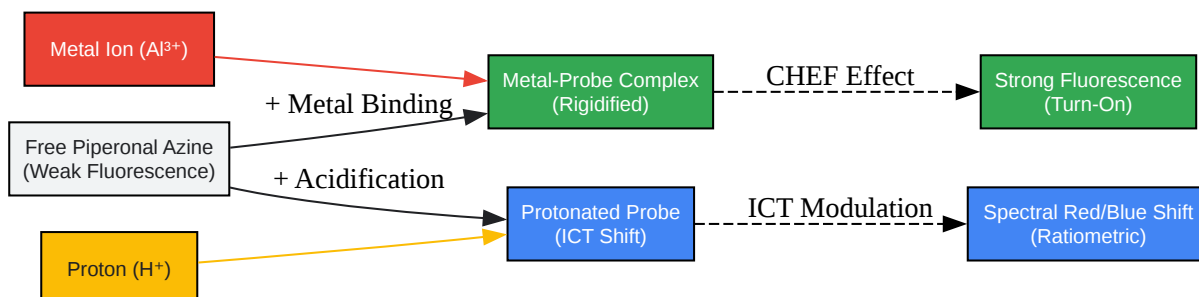 Metal Ion (Al³⁺)
+ Metal Binding
Metal-Probe Complex
(Rigidified)
CHEF Effect
Strong Fluorescence
(Turn-On)
Free Piperonal Azine
(Weak Fluorescence)
+ Acidification
Protonated Probe
(ICT Shift)
ICT Modulation
Spectral Red/Blue Shift
(Ratiometric)
Proton (H⁺)